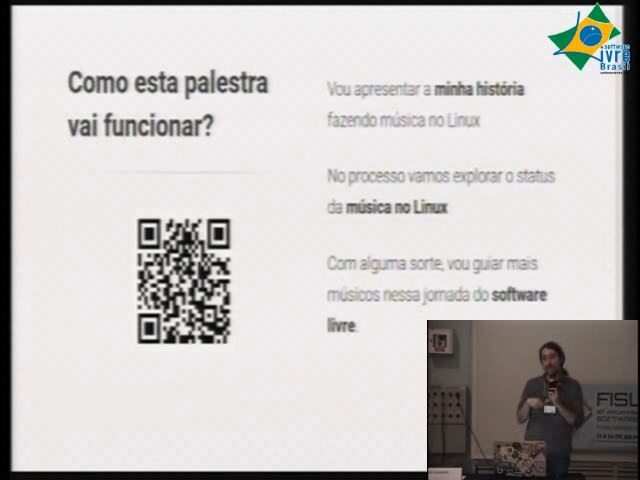 Como esta palestra
vai funcionar?
Vou apresentar a minha história
fazendo música no Linux
No processo vamos explorar o status
da música no Linux
Com alguma sorte, vou guiar mais
músicos nessa jornada do software
livre.
software
livre
Brasil
FISL